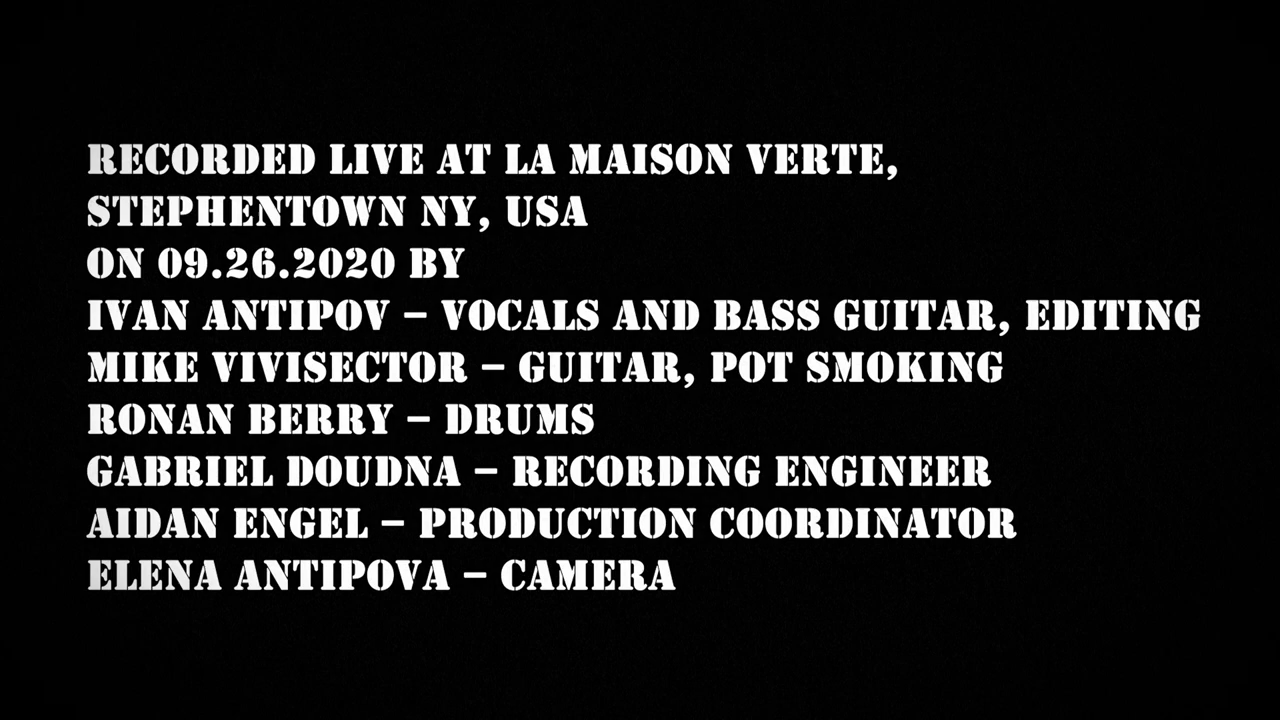 RECORDED LIVE AT LA MAISON VERTE,
STEPHENTOWN NY, USA
ON 09.26.2020 BY
IVAN ANTIPOV – VOCALS AND BASS GUITAR, EDITING
MIKE VIVISECTOR – GUITAR, POT SMOKING
RONAN BERRY – DRUMS
GABRIEL DOUDNA – RECORDING ENGINEER
AIDAN ENGEL – PRODUCTION COORDINATOR
ELENA ANTIPOVA – CAMERA